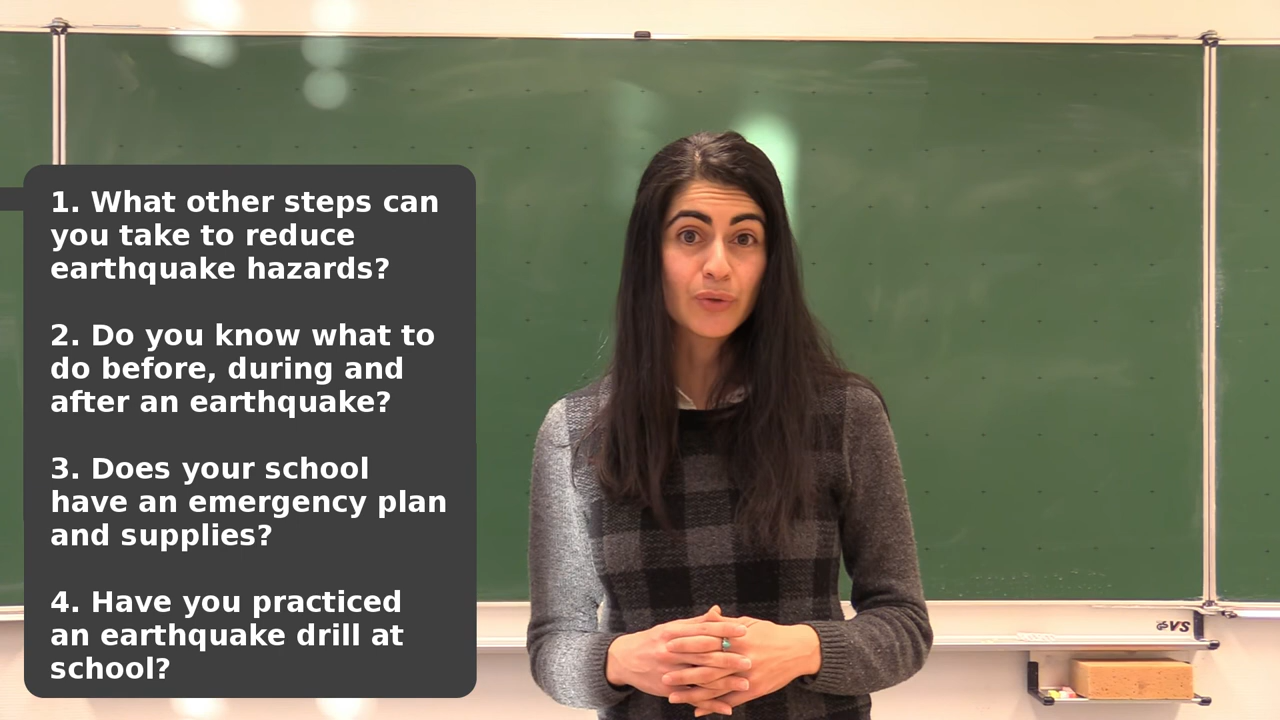 1. What other steps can
you take to reduce
earthquake hazards?
2. Do you know what to
do before, during and
after an earthquake?
3. Does your school
have an emergency plan
and supplies?
4. Have you practiced
an earthquake drill at
school?
VS